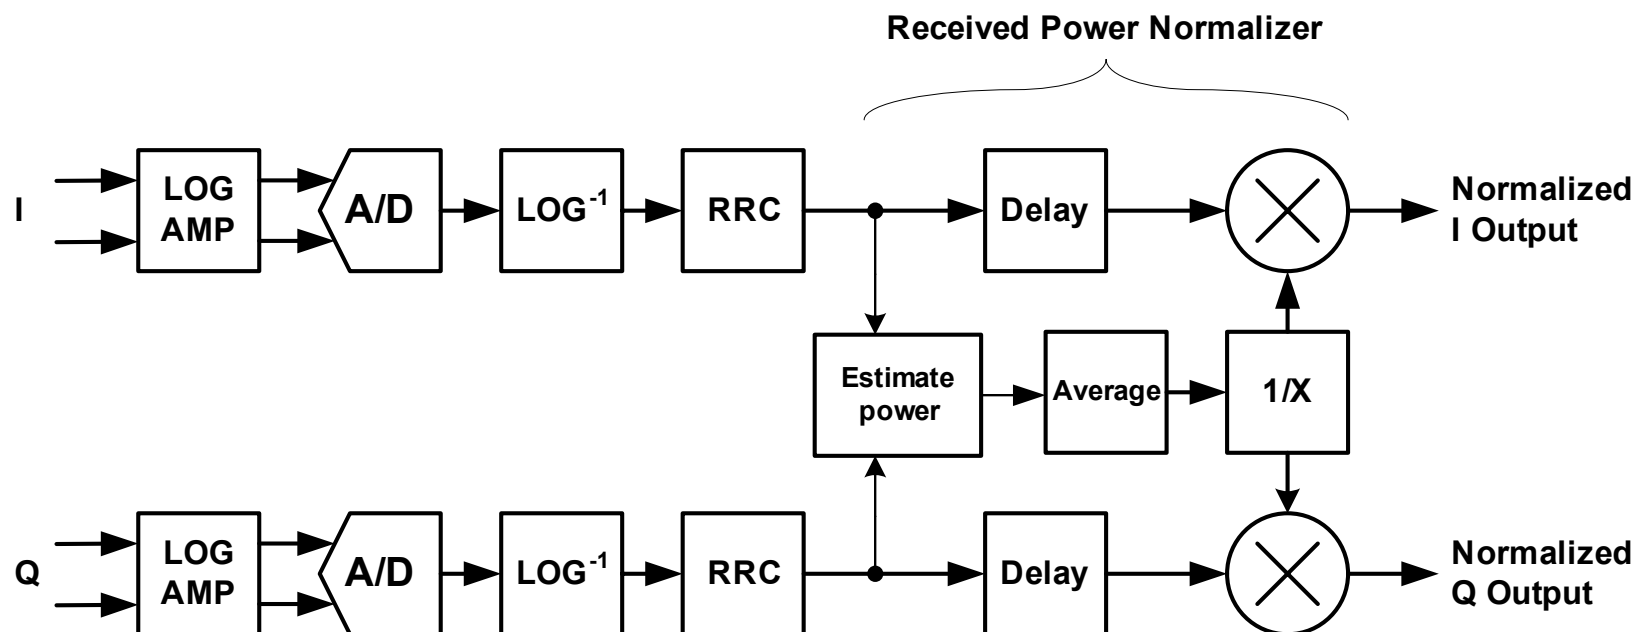 Received Power Normalizer
I
LOG
AMP
A/D
LOG⁻¹
RRC
Delay
Normalized
I Output
Estimate
power
Average
1/X
Q
LOG
AMP
A/D
LOG⁻¹
RRC
Delay
Normalized
Q Output